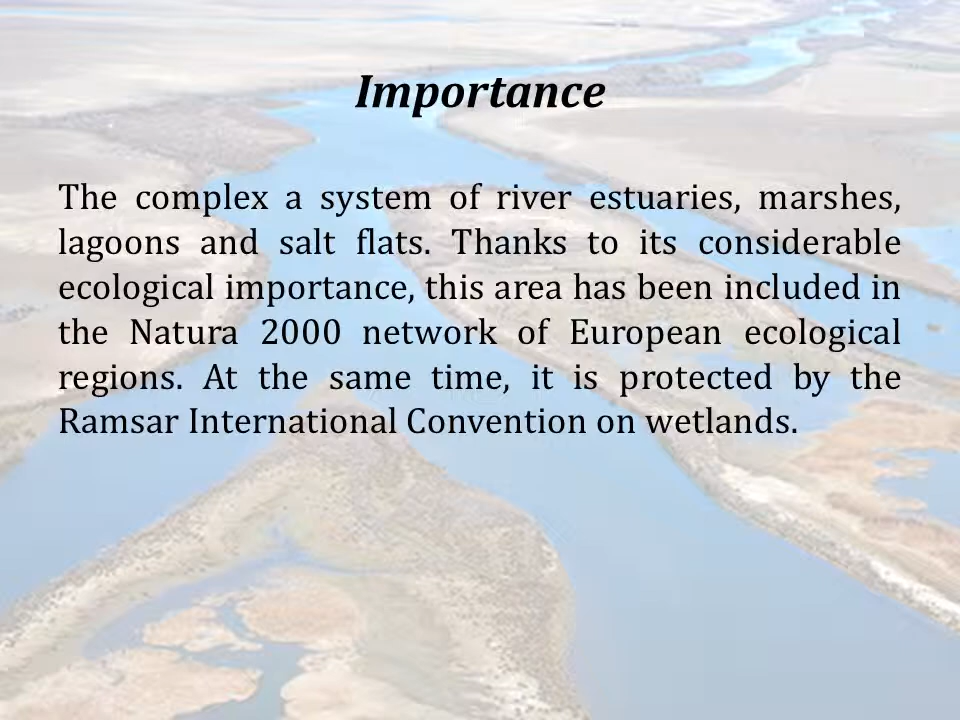 Importance
The complex a system of river estuaries, marshes,
lagoons and salt flats. Thanks to its considerable
ecological importance, this area has been included in
the Natura 2000 network of European ecological
regions. At the same time, it is protected by the
Ramsar International Convention on wetlands.